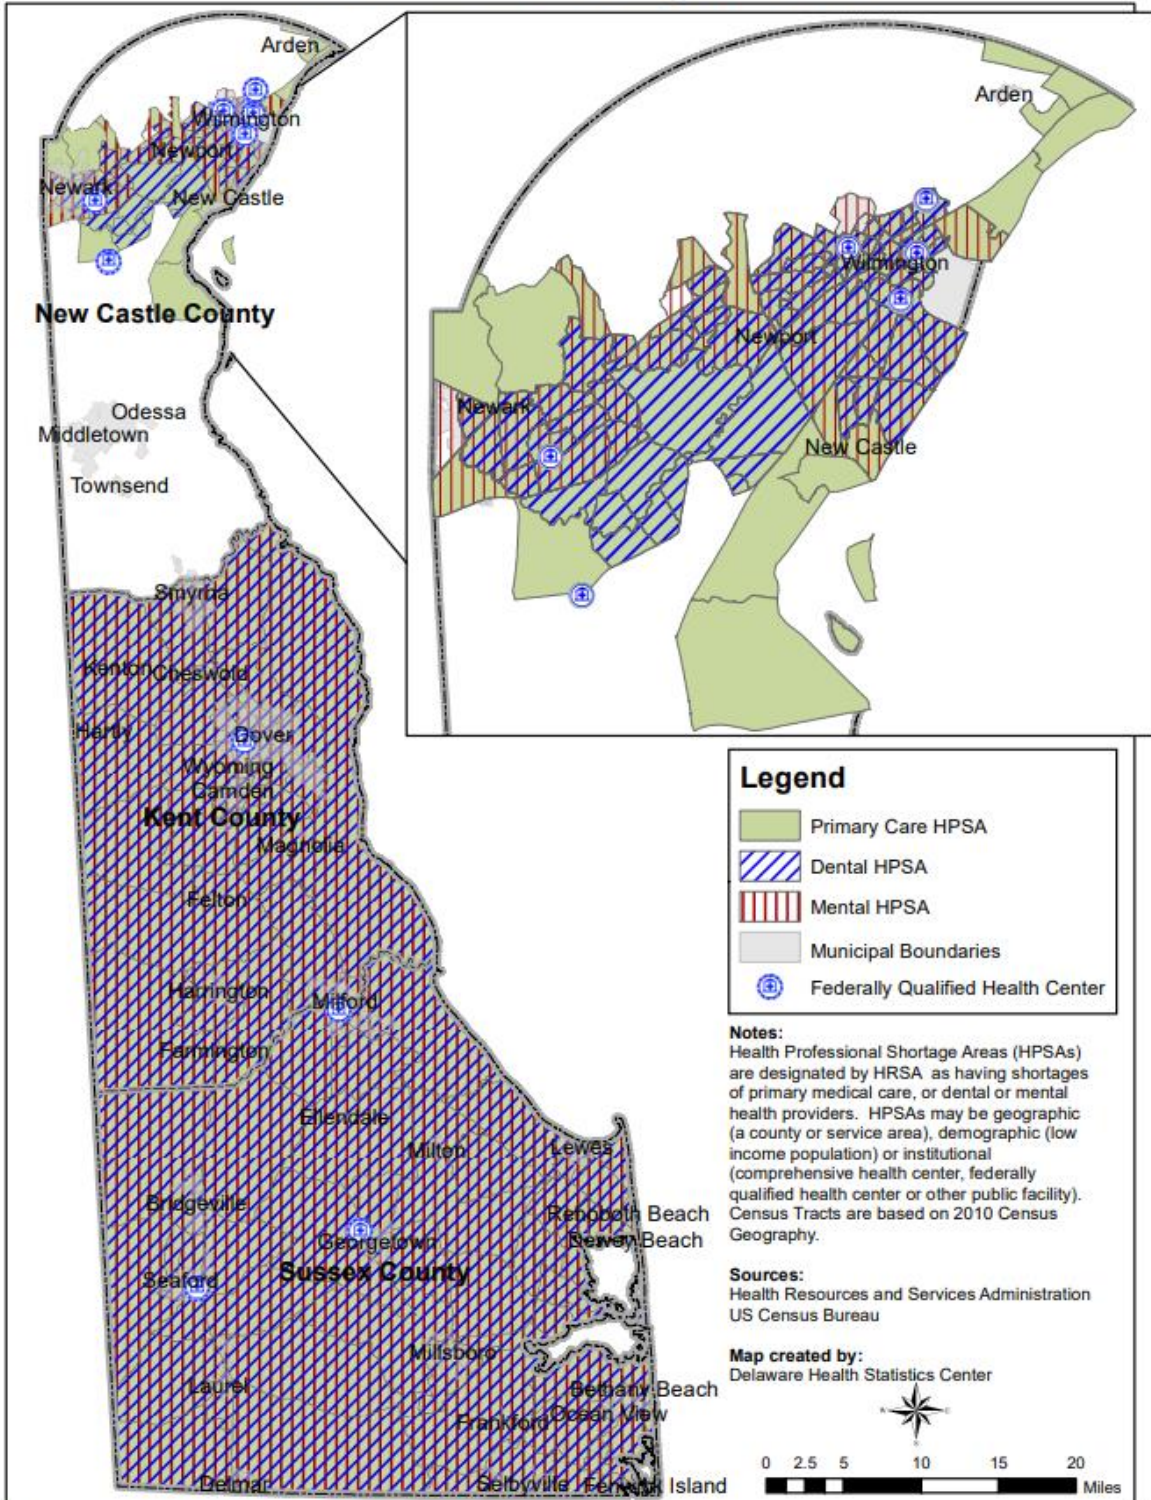 Arden
Wilmington
Newport
Newark
New Castle
New Castle County
Odessa
Middletown
Townsend
Smyrna
Kenton
Cheswold
Hartly
Dover
Wyoming
Camden
Kent County
Magnolia
Felton
Harrington
Milford
Farmington
Ellendale
Milton
Lewes
Bridgeville
Rehoboth Beach
Georgetown
Dewey Beach
Sussex County
Seaford
Millsboro
Laurel
Bethany Beach
Ocean View
Frankford
Delmar
Selbyville
Fenwick Island
Arden
Wilmington
Newport
Newark
New Castle
Legend
Primary Care HPSA
Dental HPSA
Mental HPSA
Municipal Boundaries
Federally Qualified Health Center
Notes:
Health Professional Shortage Areas (HPSAs)
are designated by HRSA as having shortages
of primary medical care, or dental or mental
health providers. HPSAs may be geographic
(a county or service area), demographic (low
income population) or institutional
(comprehensive health center, federally
qualified health center or other public facility).
Census Tracts are based on 2010 Census
Geography.
Sources:
Health Resources and Services Administration
US Census Bureau
Map created by:
Delaware Health Statistics Center
0 2.5 5 10 15 20
Miles